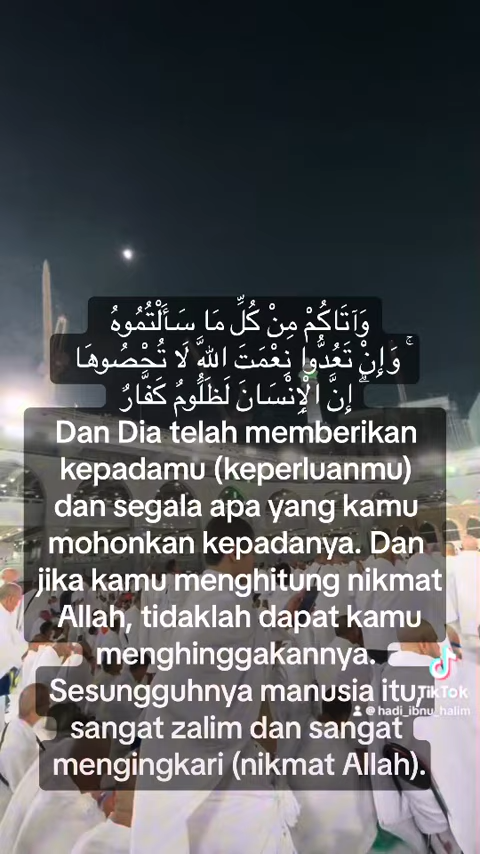 وَآتَاكُمْ مِنْ كُلِّ مَا سَأَلْتُمُوهُ
ۚ وَإِنْ تَعُدُّوا نِعْمَتَ اللَّهِ لَا تُحْصُوهَا
ۗ إِنَّ الْإِنْسَانَ لَظَلُومٌ كَفَّارٌ
Dan Dia telah memberikan
kepadamu (keperluanmu)
dan segala apa yang kamu
mohonkan kepadanya. Dan
jika kamu menghitung nikmat
Allah, tidaklah dapat kamu
menghinggakannya.
Sesungguhnya manusia itu,
sangat zalim dan sangat
mengingkari (nikmat Allah).
TikTok
@hadi_ibnu_halim